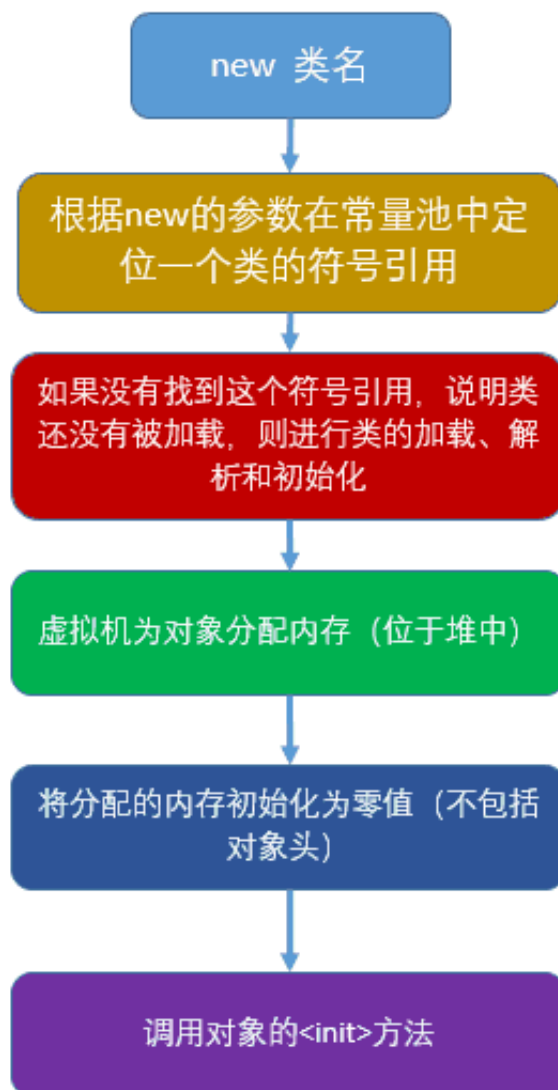 new 类名
根据new的参数在常量池中定
位一个类的符号引用
如果没有找到这个符号引用，说明类
还没有被加载，则进行类的加载、解
析和初始化
虚拟机为对象分配内存（位于堆中）
将分配的内存初始化为零值（不包括
对象头）
调用对象的<init>方法